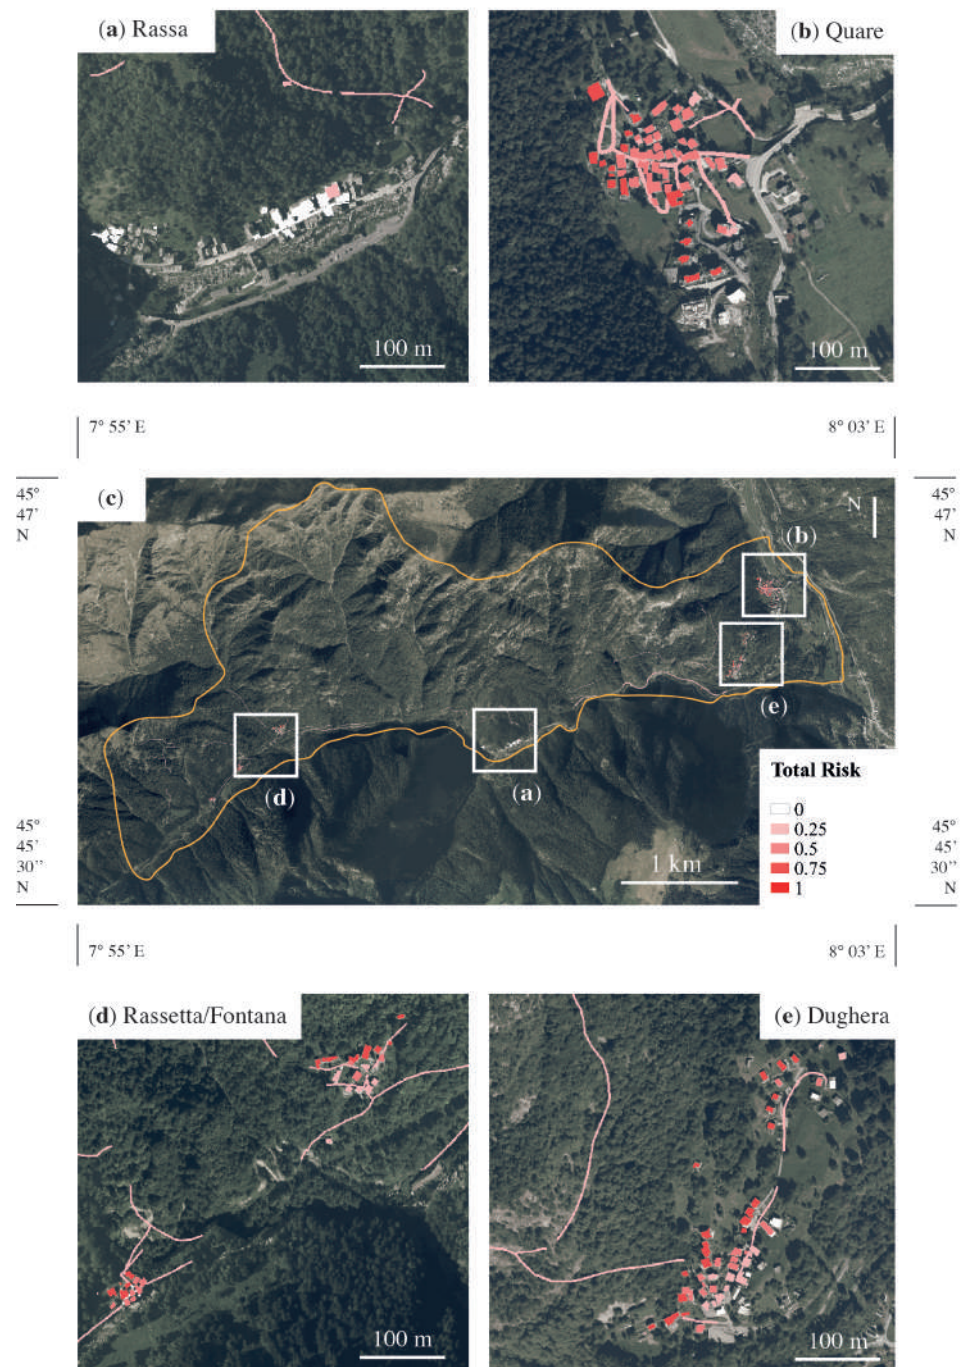 (a) Rassa
(b) Quare
100 m
100 m
7° 55’ E
8° 03’ E
45°
47’
N
(c)
N
45°
47’
N
(b)
(e)
(d)
(a)
Total Risk
0
0.25
0.5
0.75
1
1 km
45°
45’
30’’
N
45°
45’
30’’
N
7° 55’ E
8° 03’ E
(d) Rassetta/Fontana
(e) Dughera
100 m
100 m